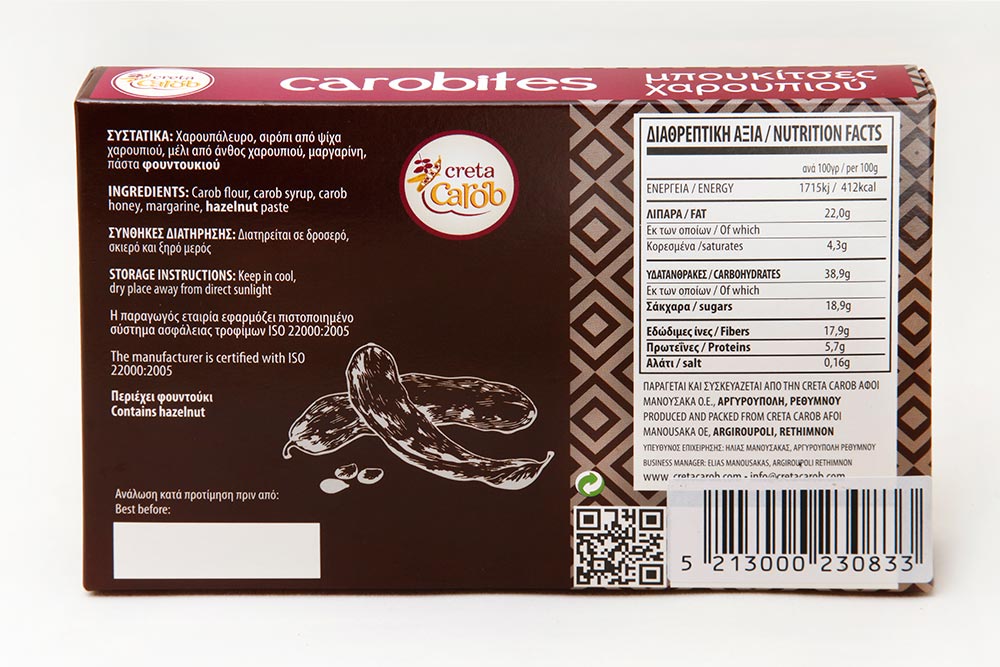 creta
carob
carobites
μπουκίτσες
χαρουπιού
ΣΥΣΤΑΤΙΚΑ: Χαρουπάλευρο, σιρόπι από ψίχα
χαρουπιού, μέλι από άνθος χαρουπιού, μαργαρίνη,
πάστα φουντουκιού
INGREDIENTS: Carob flour, carob syrup, carob
honey, margarine, hazelnut paste
ΣΥΝΘΗΚΕΣ ΔΙΑΤΗΡΗΣΗΣ: Διατηρείται σε δροσερό,
σκιερό και ξηρό μερός
STORAGE INSTRUCTIONS: Keep in cool,
dry place away from direct sunlight
Η παραγωγός εταιρία εφαρμόζει πιστοποιημένο
σύστημα ασφάλειας τροφίμων ISO 22000:2005
The manufacturer is certified with ISO
22000:2005
Περιέχει φουντούκι
Contains hazelnut
Ανάλωση κατά προτίμηση πριν από:
Best before:
creta
carob
ΔΙΑΘΡΕΠΤΙΚΗ ΑΞΙΑ / NUTRITION FACTS
ανά 100γρ / per 100g
ΕΝΕΡΓΕΙΑ / ENERGY 1715kj / 412kcal
ΛΙΠΑΡΑ / FAT 22,0g
Εκ των οποίων / Of which
Κορεσμένα /saturates 4,3g
ΥΔΑΤΑΝΘΡΑΚΕΣ / CARBOHYDRATES 38,9g
Εκ των οποίων / Of which
Σάκχαρα / sugars 18,9g
Εδώδιμες ίνες / Fibers 17,9g
Πρωτεΐνες / Proteins 5,7g
Αλάτι / salt 0,16g
ΠΑΡΑΓΕΤΑΙ ΚΑΙ ΣΥΣΚΕΥΑΖΕΤΑΙ ΑΠΟ ΤΗΝ CRETA CAROB ΑΦΟΙ
ΜΑΝΟΥΣΑΚΑ Ο.Ε., ΑΡΓΥΡΟΥΠΟΛΗ, ΡΕΘΥΜΝΟΥ
PRODUCED AND PACKED FROM CRETA CAROB AFOI
MANOUSAKA OE, ARGIROUPOLI, RETHIMNON
ΥΠΕΥΘΥΝΟΣ ΕΠΙΧΕΙΡΗΣΗΣ: ΗΛΙΑΣ ΜΑΝΟΥΣΑΚΑΣ, ΑΡΓΥΡΟΥΠΟΛΗ ΡΕΘΥΜΝΟΥ
BUSINESS MANAGER: ELIAS MANOUSAKAS, ARGIROUPOLI RETHIMNON
www.cretacarob.com - info@cretacarob.com
5 213000 230833